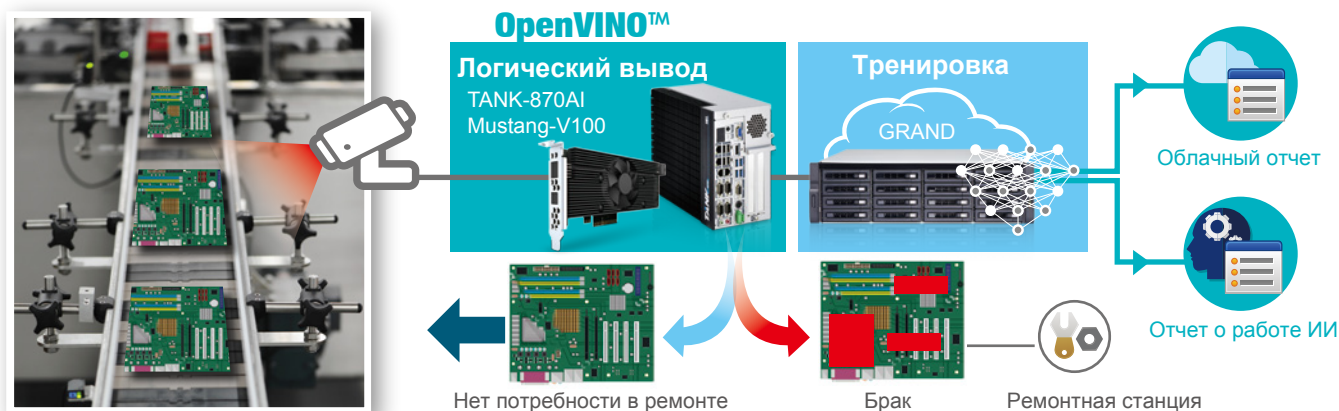 OpenVINO™
Логический вывод
TANK-870AI
Mustang-V100
Тренировка
GRAND
Облачный отчет
Отчет о работе ИИ
Нет потребности в ремонте
Брак
Ремонтная станция